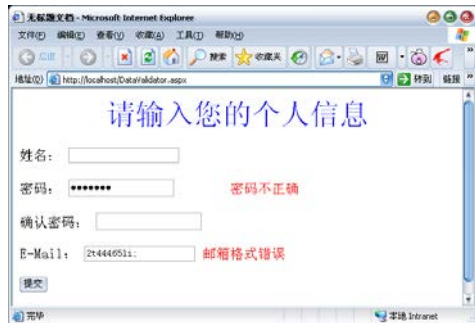 无标题文档 - Microsoft Internet Explorer
文件(F) 编辑(E) 查看(V) 收藏(A) 工具(T) 帮助(H)
后退 搜索 收藏夹
地址(D) http://localhost/DataValidator.aspx 转到 链接 »
请输入您的个人信息
姓名：
密码： ••••••• 密码不正确
确认密码：
E-Mail： 2t444651i; 邮箱格式错误
提交
完毕 本地 Intranet